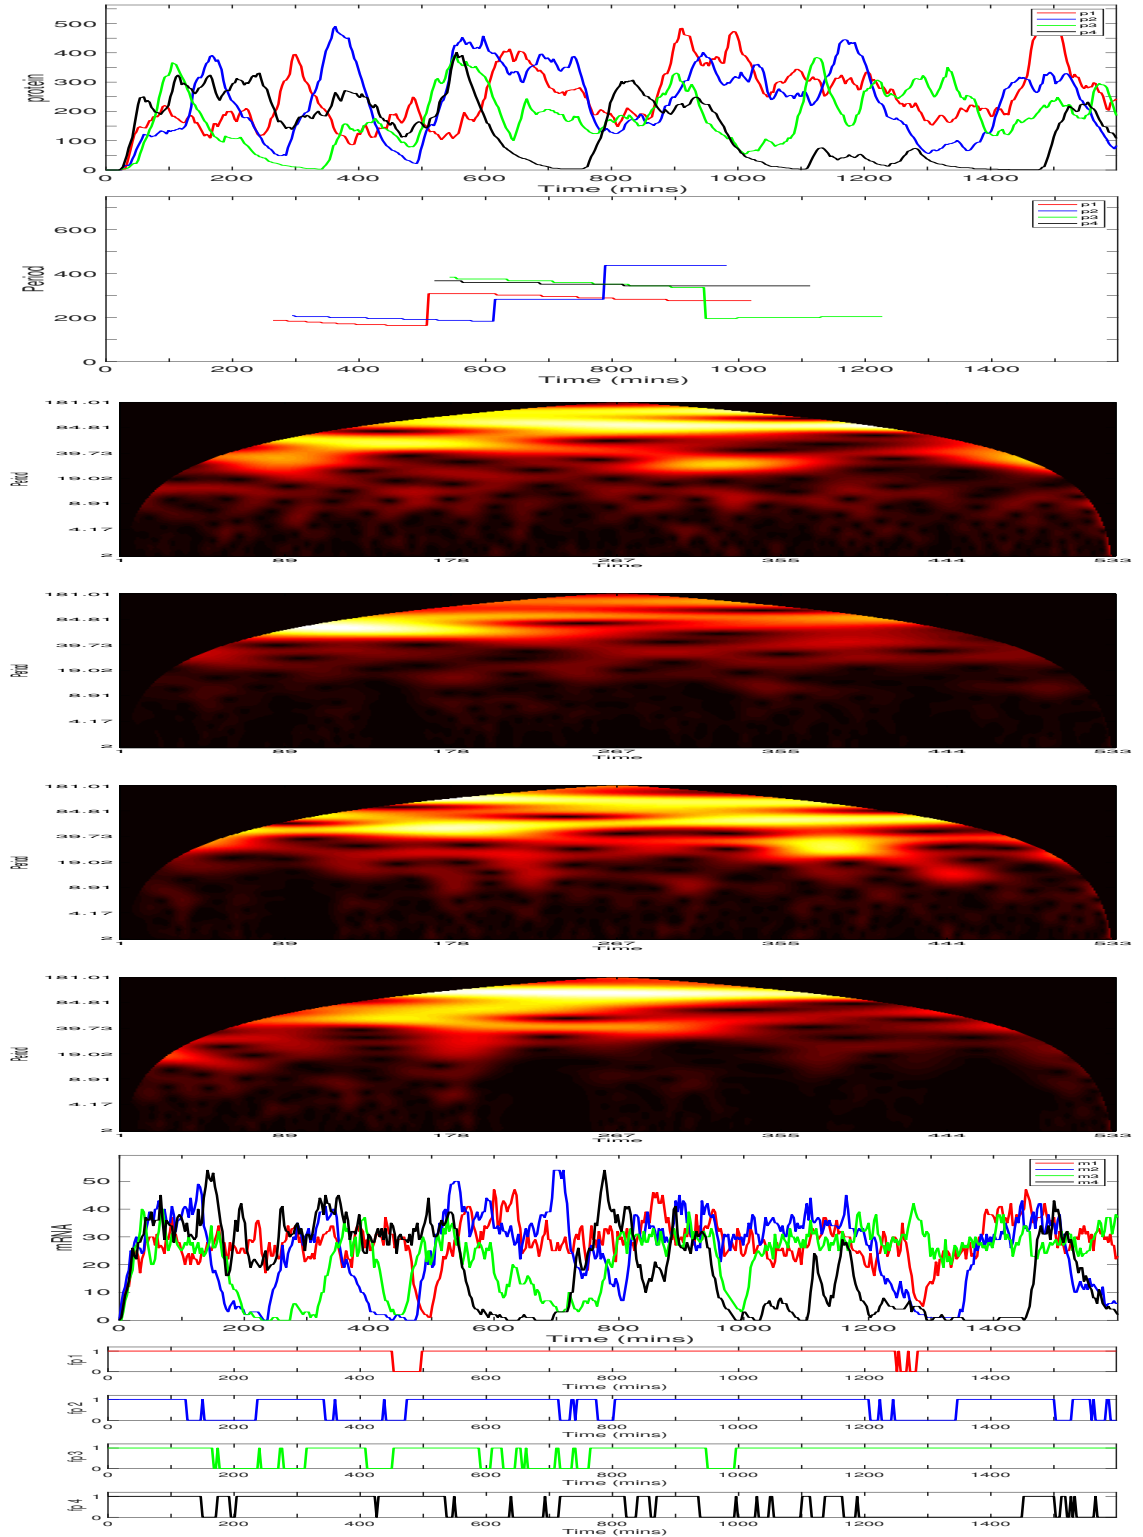 500
400
300
200
100
0
protein
p1
p2
p3
p4
0 200 400 600 800 1000 1200 1400
Time (mins)
600
400
200
0
Period
p1
p2
p3
p4
0 200 400 600 800 1000 1200 1400
Time (mins)
181.01
84.81
39.73
19.02
8.91
4.17
2
Period
1 89 178 267 355 444 533
Time
181.01
84.81
39.73
19.02
8.91
4.17
2
Period
1 89 178 267 355 444 533
Time
181.01
84.81
39.73
19.02
8.91
4.17
2
Period
1 89 178 267 355 444 533
Time
181.01
84.81
39.73
19.02
8.91
4.17
2
Period
1 89 178 267 355 444 533
Time
50
40
30
20
10
0
mRNA
m1
m2
m3
m4
0 200 400 600 800 1000 1200 1400
Time (mins)
1
0
fp1
0 200 400 600 800 1000 1200 1400
Time (mins)
1
0
fp2
0 200 400 600 800 1000 1200 1400
Time (mins)
1
0
fp3
0 200 400 600 800 1000 1200 1400
Time (mins)
1
0
fp4
0 200 400 600 800 1000 1200 1400
Time (mins)